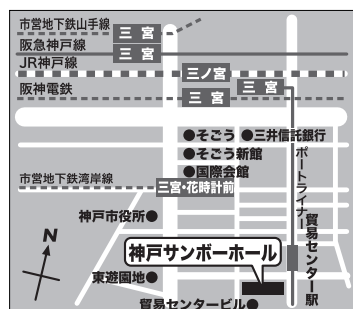 市営地下鉄山手線
三宮
阪急神戸線
三宮
JR神戸線
三ノ宮
阪神電鉄
三宮
三宮
●そごう
●三井信託銀行
●そごう新館
●国際会館
ポートライナー
市営地下鉄湾岸線
三宮・花時計前
神戸市役所●
貿易センター駅
N
神戸サンボーホール
東遊園地●
貿易センタービル●